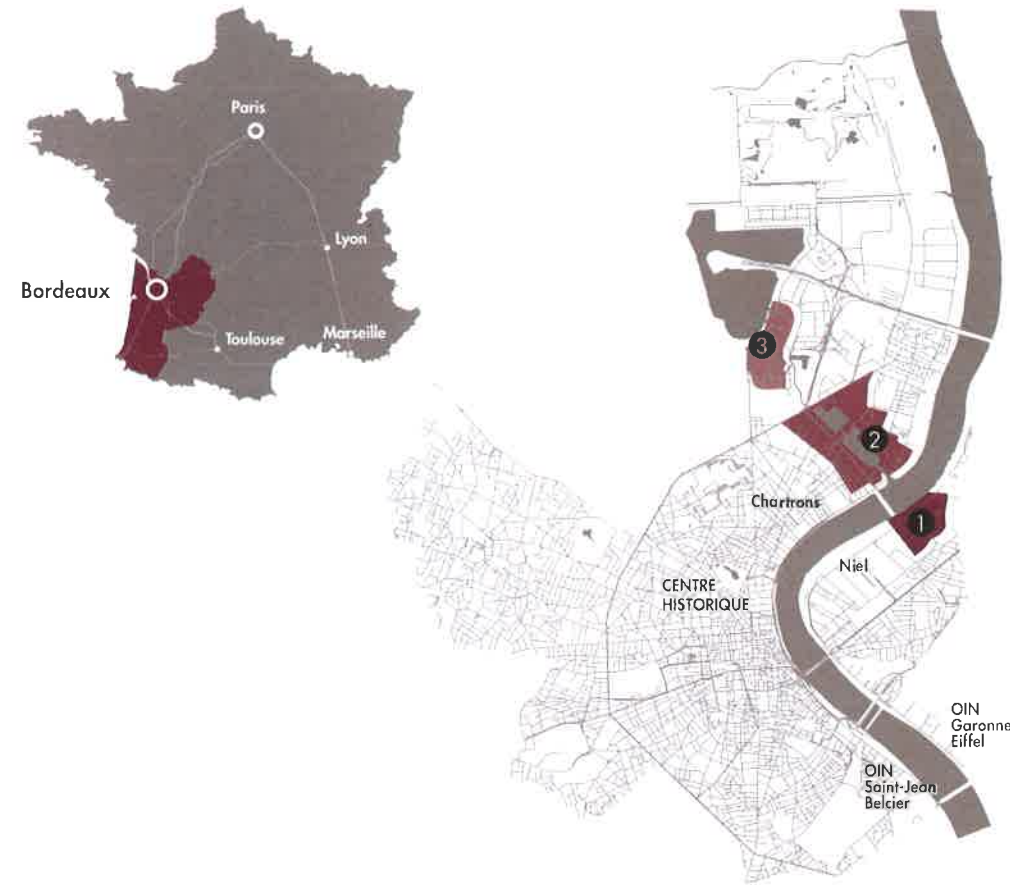 Paris
Lyon
Bordeaux
Toulouse
Marseille
3
2
Chartrons
1
Niel
CENTRE
HISTORIQUE
OIN
Garonne
Eiffel
OIN
Saint-Jean
Belcier